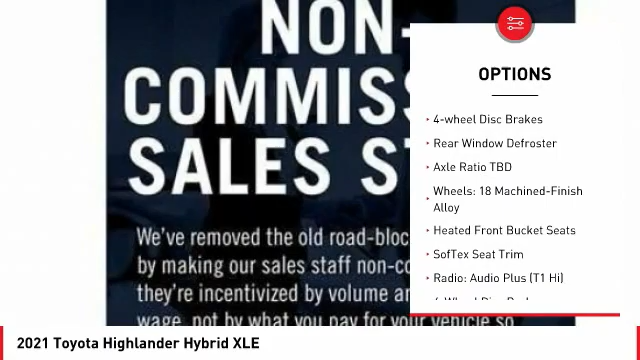 NON-
COMMISS
SALES ST
We've removed the old road-bloc
by making our sales staff non-co
they're incentivized by volume an
wage, not by what you pay for your vehicle so
OPTIONS
4-wheel Disc Brakes
Rear Window Defroster
Axle Ratio TBD
Wheels: 18 Machined-Finish
Alloy
Heated Front Bucket Seats
SofTex Seat Trim
Radio: Audio Plus (T1 Hi)
2021 Toyota Highlander Hybrid XLE